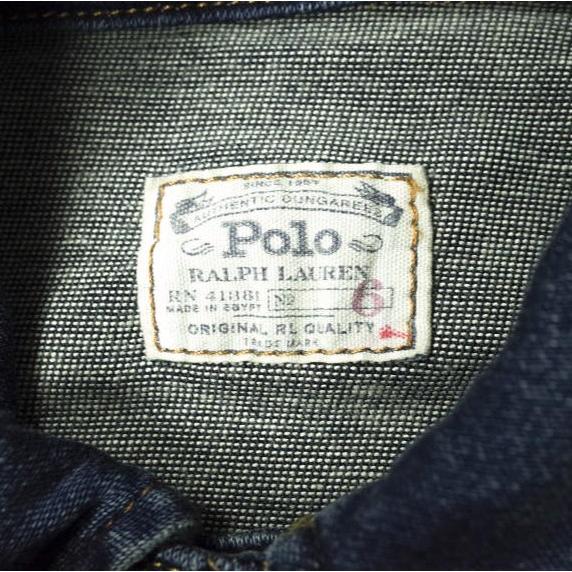 SINCE 1967
AUTHENTIC DUNGAREES
Polo
RALPH LAUREN
RN 41381 Nº 6
MADE IN EGYPT
ORIGINAL RL QUALITY
TRADE MARK